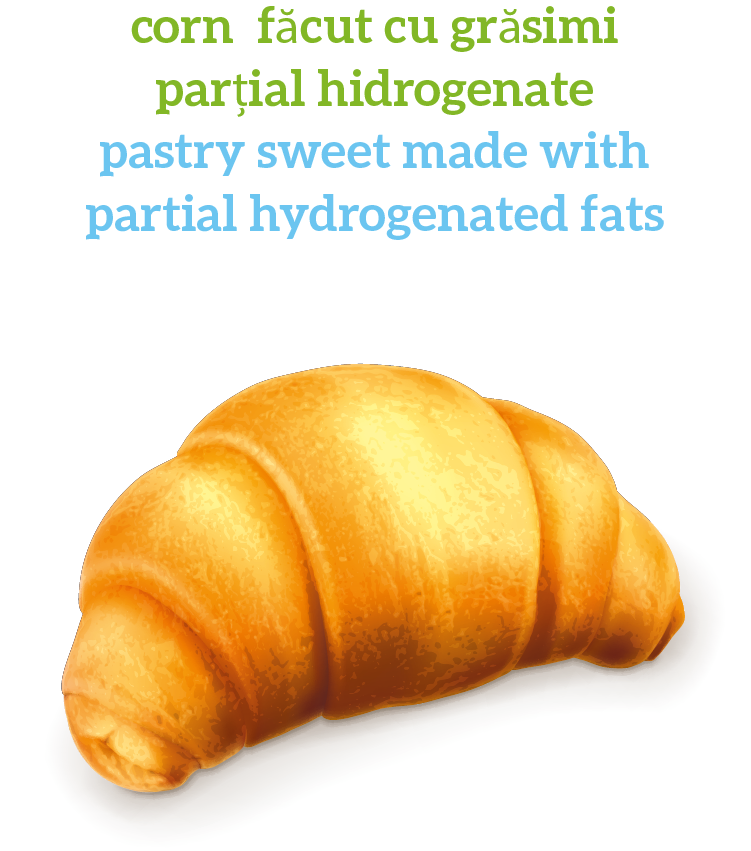 corn făcut cu grăsimi
parțial hidrogenate
pastry sweet made with
partial hydrogenated fats